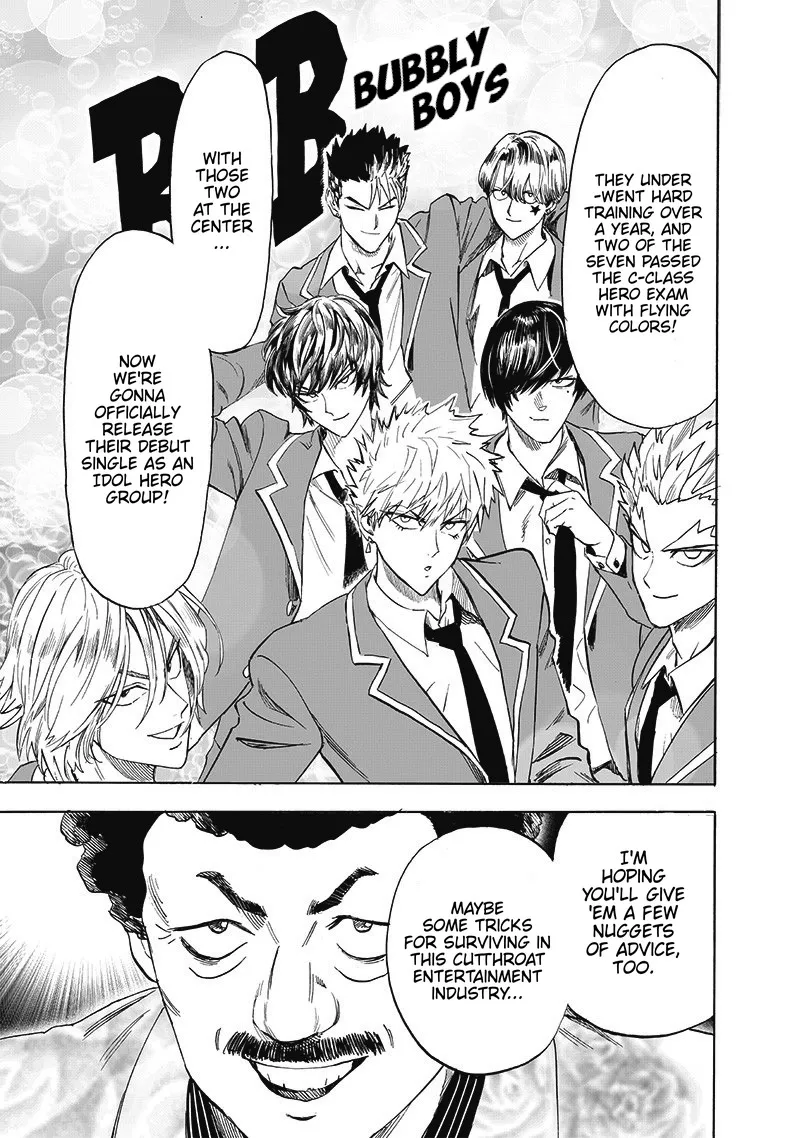 BB
BUBBLY
BOYS
THEY UNDER
-WENT HARD
TRAINING OVER
A YEAR, AND
TWO OF THE
SEVEN PASSED
THE C-CLASS
HERO EXAM
WITH FLYING
COLORS!
WITH
THOSE
TWO
AT THE
CENTER
...
NOW
WE'RE
GONNA
OFFICIALLY
RELEASE
THEIR DEBUT
SINGLE AS AN
IDOL HERO
GROUP!
I'M
HOPING
YOU'LL GIVE
'EM A FEW
NUGGETS
OF ADVICE,
TOO.
MAYBE
SOME TRICKS
FOR SURVIVING IN
THIS CUTTHROAT
ENTERTAINMENT
INDUSTRY...